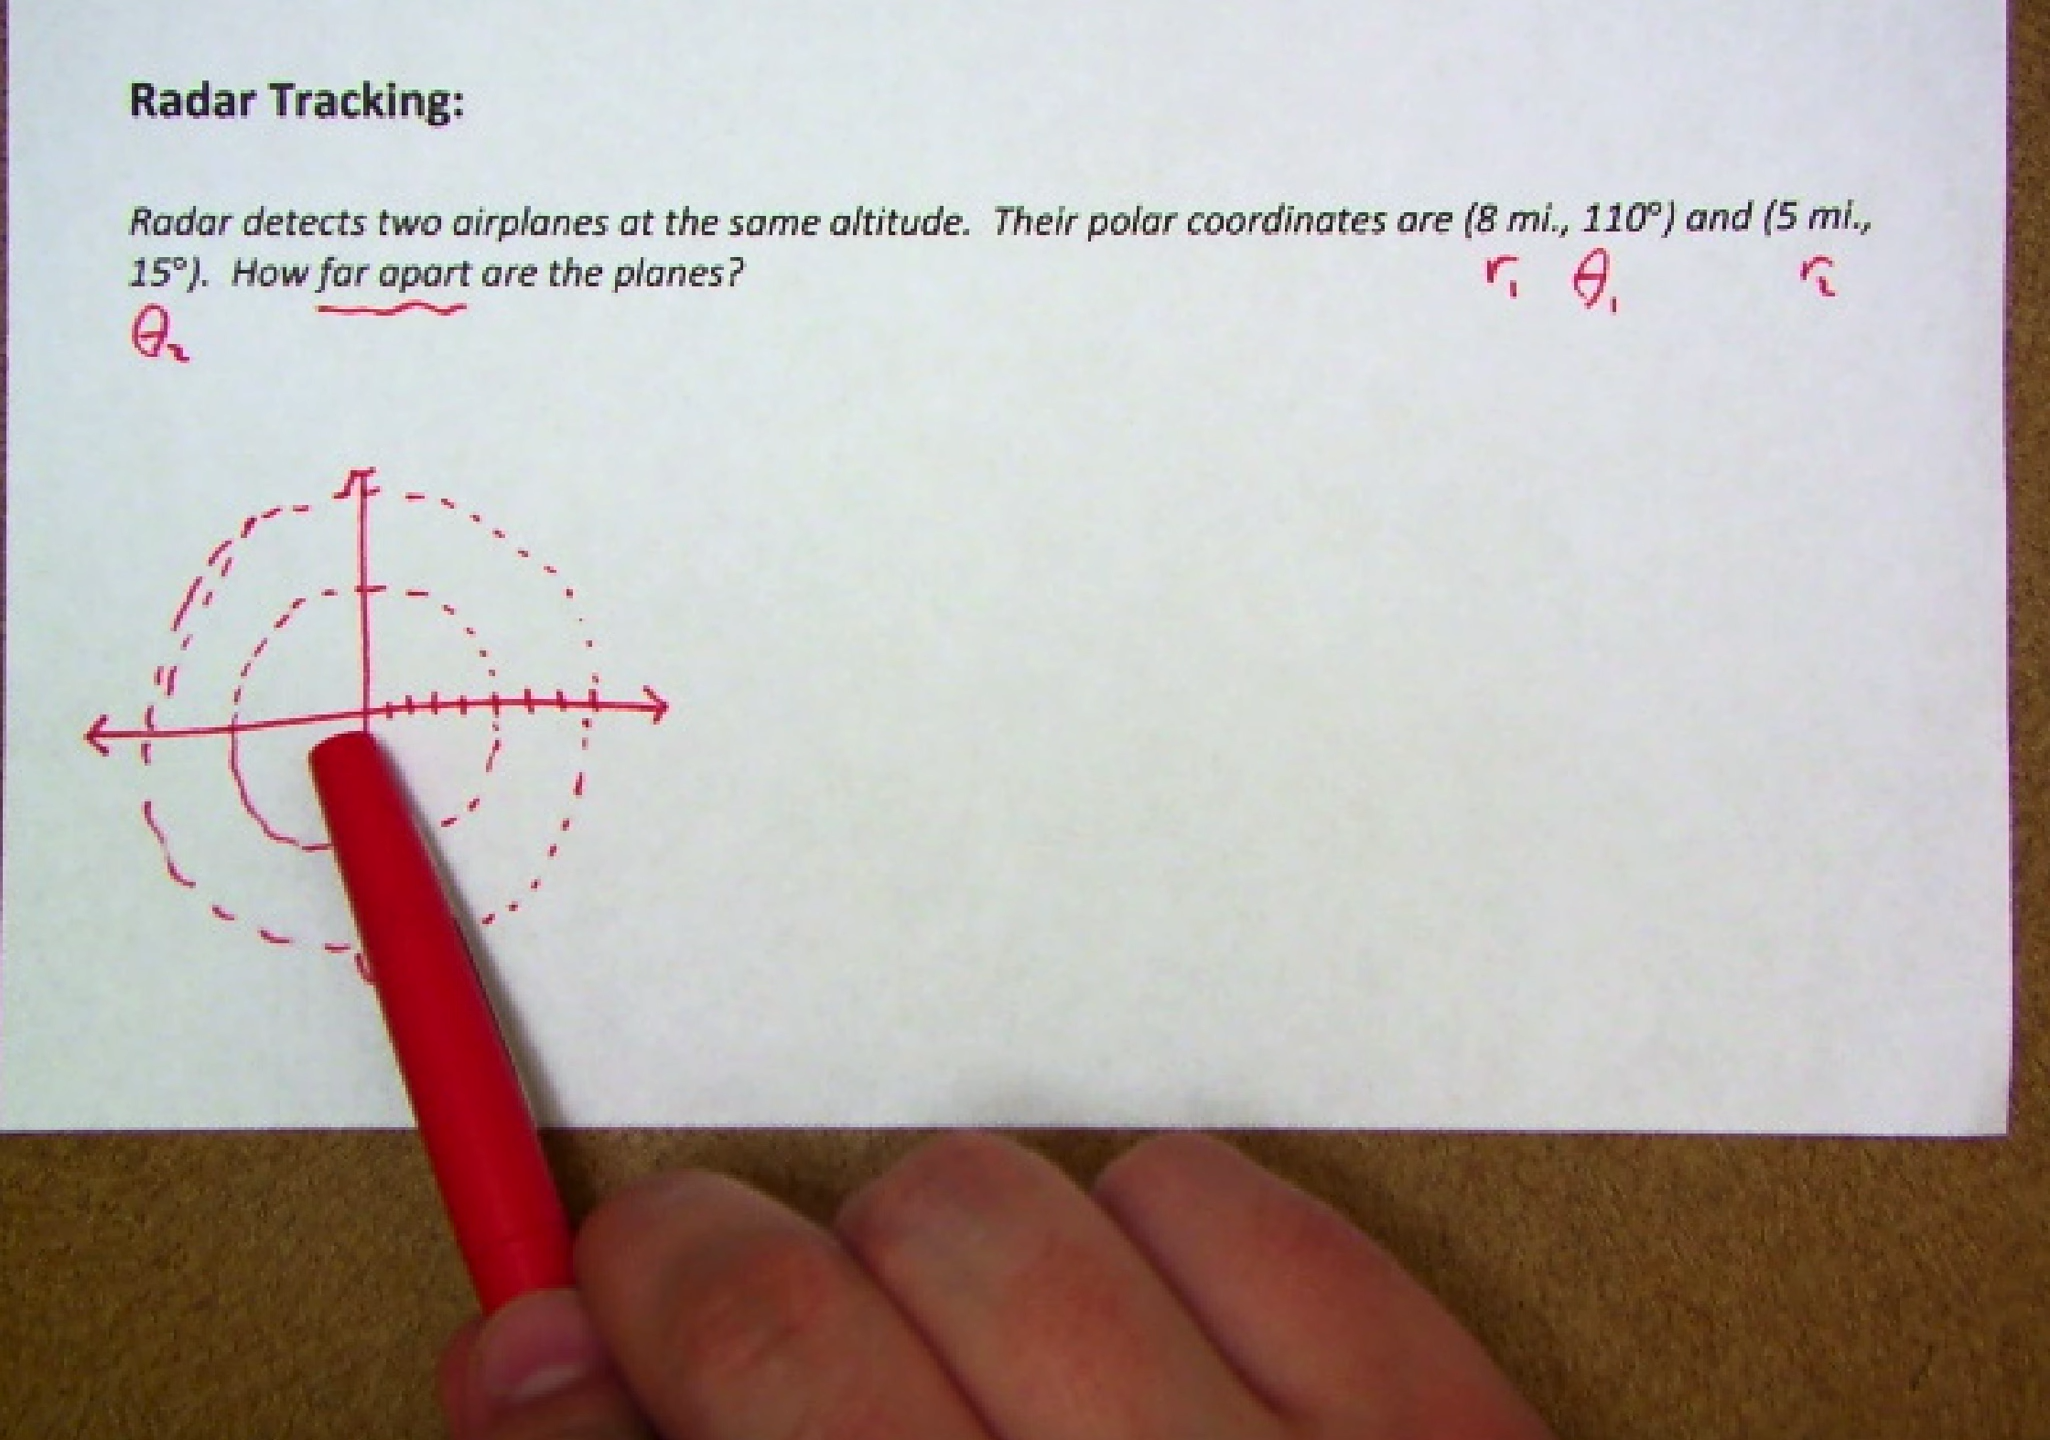 Radar Tracking:
Radar detects two airplanes at the same altitude. Their polar coordinates are (8 mi., 110°) and (5 mi.,
15°). How far apart are the planes?
r₁ θ₁ r₂
θ₂